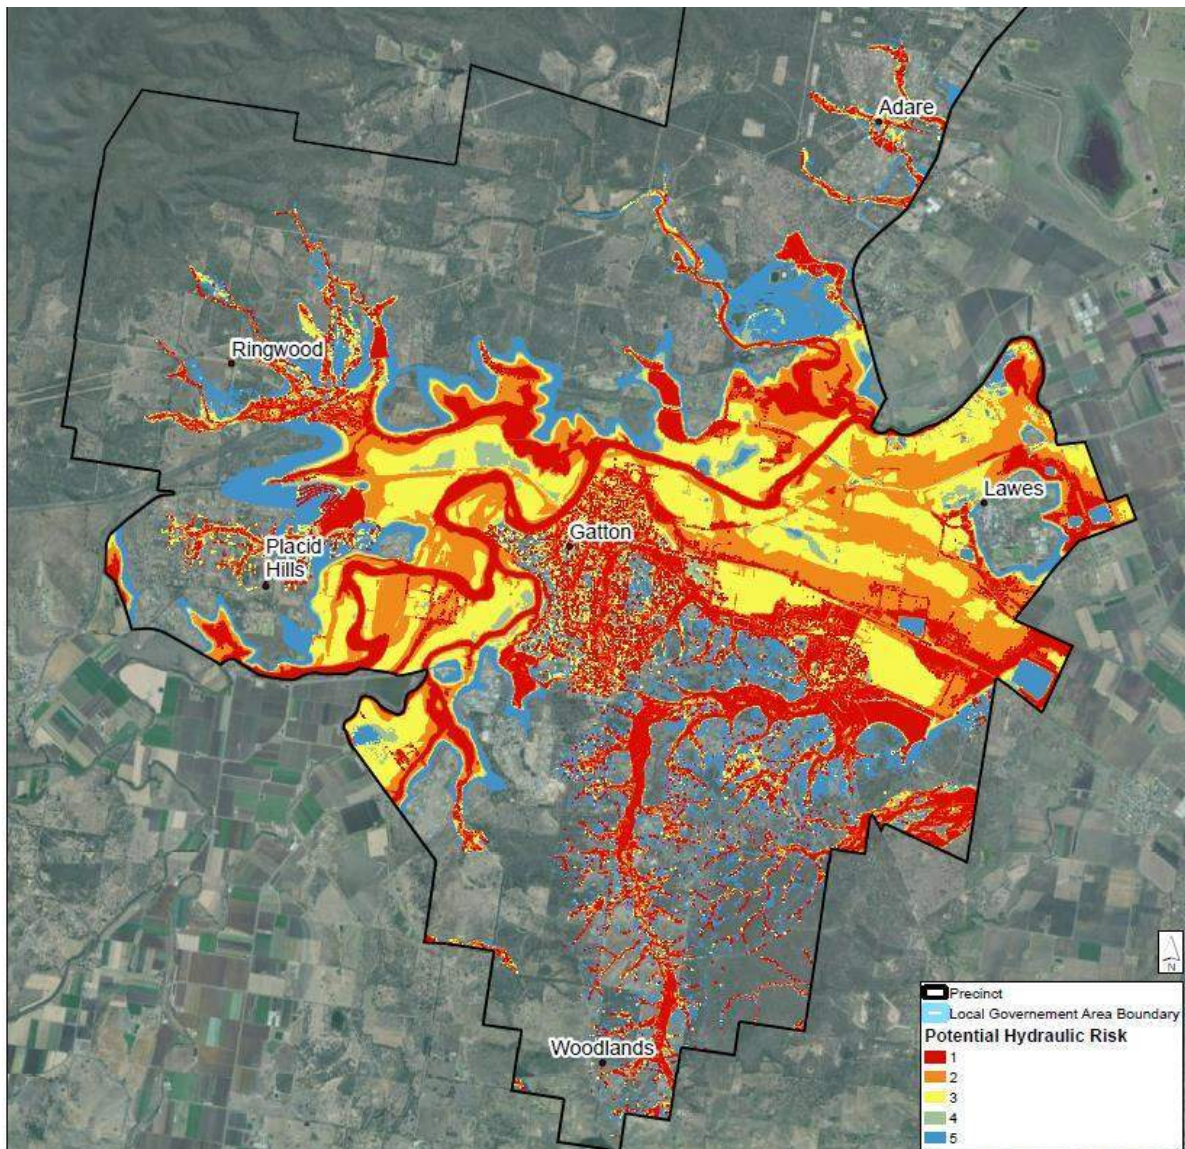 Adare
Ringwood
Lawes
Gatton
Placid
Hills
Woodlands
N
Precinct
Local Governement Area Boundary
Potential Hydraulic Risk
1
2
3
4
5